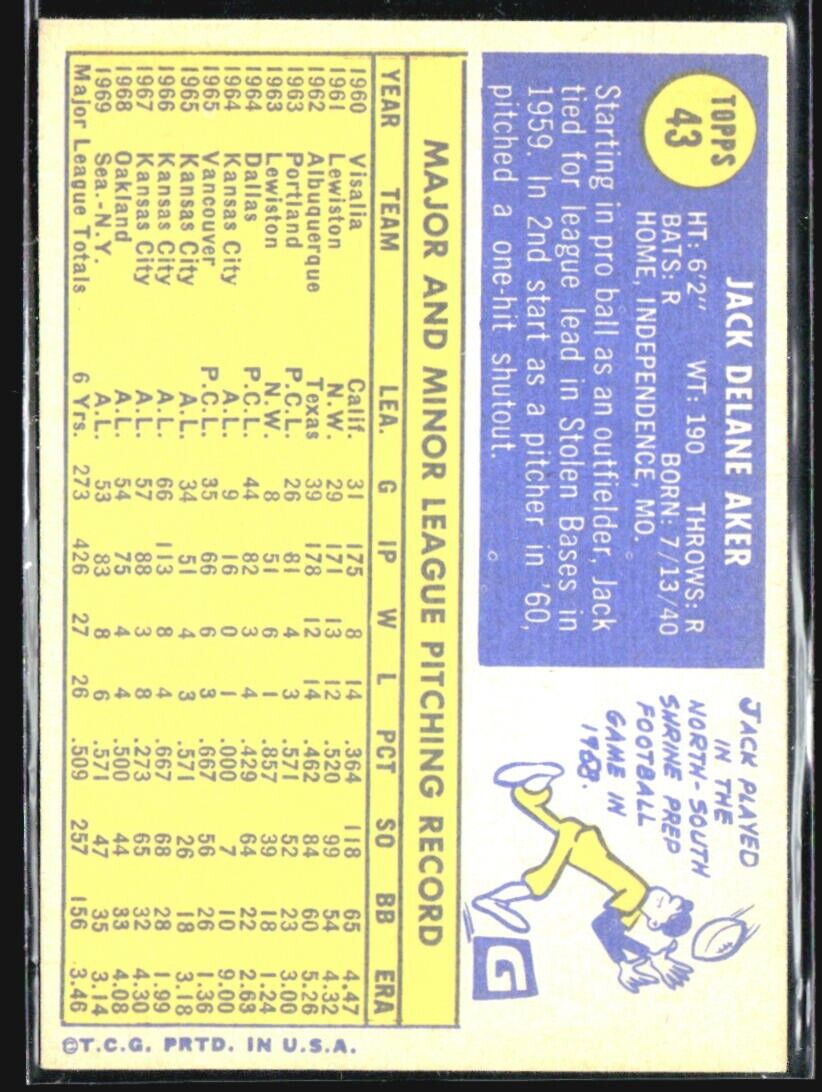 TOPPS
43
JACK DELANE AKER
HT: 6'2" WT: 190 THROWS: R
BATS: R BORN: 7/13/40
HOME, INDEPENDENCE, MO.
Starting in pro ball as an outfielder, Jack
tied for league lead in Stolen Bases in
1959. In 2nd start as a pitcher in '60,
pitched a one-hit shutout.
JACK PLAYED
IN THE
NORTH-SOUTH
SHRINE PREP
FOOTBALL
GAME IN
1958.
G
MAJOR AND MINOR LEAGUE PITCHING RECORD
YEAR TEAM LEA. G IP W L PCT SO BB ERA
1960 Visalia Calif. 31 175 8 14 .364 118 65 4.47
1961 Lewiston N.W. 29 171 13 12 .520 99 54 4.32
1962 Albuquerque Texas 39 178 12 14 .462 84 60 5.26
1963 Portland P.C.L. 26 81 4 3 .571 52 23 3.00
1963 Lewiston N.W. 8 51 6 1 .857 39 18 1.24
1964 Dallas P.C.L. 44 82 3 4 .429 64 22 2.63
1964 Kansas City A.L. 9 16 0 1 .000 7 10 9.00
1965 Vancouver P.C.L. 35 66 6 3 .667 56 26 1.36
1965 Kansas City A.L. 34 51 4 3 .571 26 18 3.18
1966 Kansas City A.L. 66 113 8 4 .667 68 28 1.99
1967 Kansas City A.L. 57 88 3 8 .273 65 32 4.30
1968 Oakland A.L. 54 75 4 4 .500 44 33 4.08
1969 Sea.-N.Y. A.L. 53 83 8 6 .571 47 35 3.14
Major League Totals 6 Yrs. 273 426 27 26 .509 257 156 3.46
©T.C.G. PRTD. IN U.S.A.